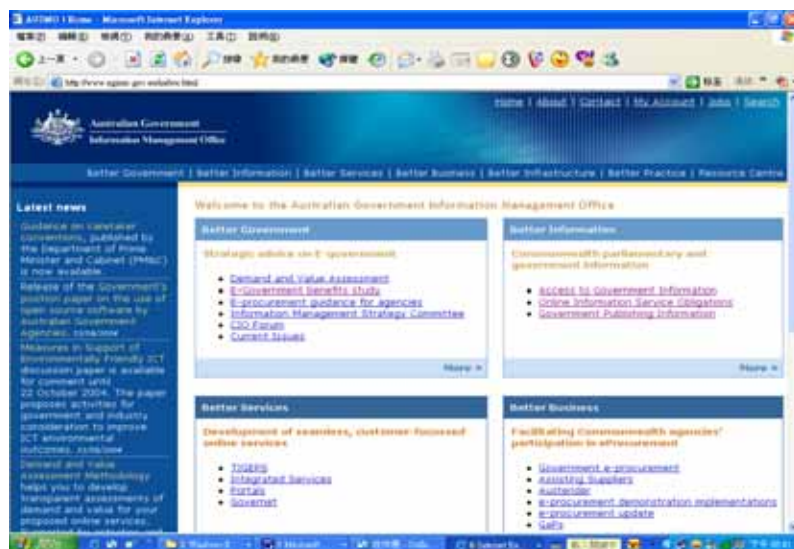 AGIMO | Home - Microsoft Internet Explorer
Home | About | Contact | My Account | Jobs | Search
Australian Government
Information Management Office
Better Government | Better Information | Better Services | Better Business | Better Infrastructure | Better Practice | Resource Centre
Latest news
Guidance on caretaker
conventions, published by
the Department of Prime
Minister and Cabinet (PM&C)
is now available.
Release of the Government's
position paper on the use of
open source software by
Australian Government
Agencies.
Measures in Support of
Environmentally Friendly ICT
discussion paper is available
for comment until
22 October 2004. The paper
proposes activities for
government and industry
consideration to improve
ICT environmental
outcomes.
Demand and Value
Assessment Methodology
helps you to develop
transparent assessments of
demand and value for your
proposed online services.
Welcome to the Australian Government Information Management Office
Better Government
Strategic advice on E-government
• Demand and Value Assessment
• E-Government Benefits study
• E-procurement guidance for agencies
• Information Management Strategy Committee
• CIO Forum
• Current Issues
More »
Better Information
Commonwealth parliamentary and
government information
• Access to Government Information
• Online Information Service Obligations
• Government Publishing Information
More »
Better Services
Development of seamless, customer-focussed
online services
• TIGERS
• Integrated Services
• Portals
• Governet
Better Business
Facilitating Commonwealth agencies'
participation in eProcurement
• Government e-procurement
• Assisting Suppliers
• Austender
• e-procurement demonstration implementations
• e-procurement update
• GaPs